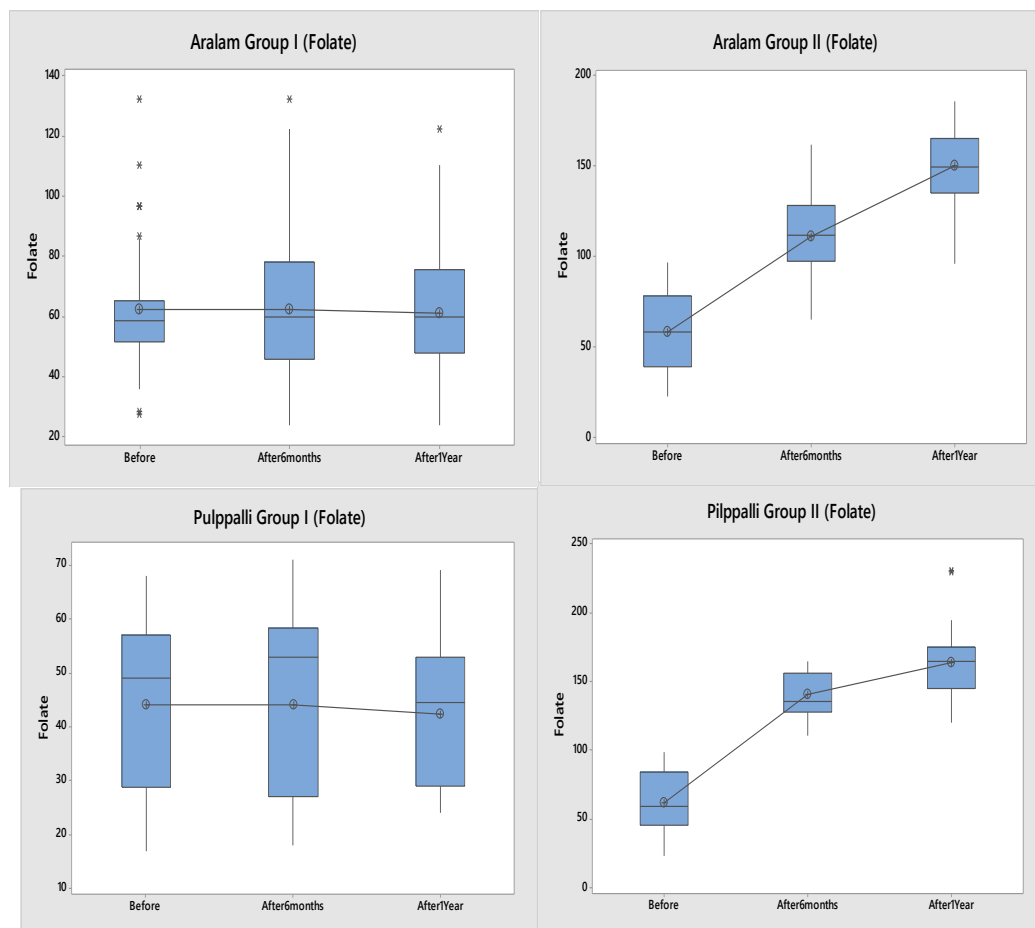 Aralam Group I (Folate)
140
120
100
80
60
40
20
Folate
Before
After6months
After1Year
Aralam Group II (Folate)
200
150
100
50
0
Folate
Before
After6months
After1Year
Pulppalli Group I (Folate)
70
60
50
40
30
20
10
Folate
Before
After6months
After1Year
Pilppalli Group II (Folate)
250
200
150
100
50
0
Folate
Before
After6months
After1Year